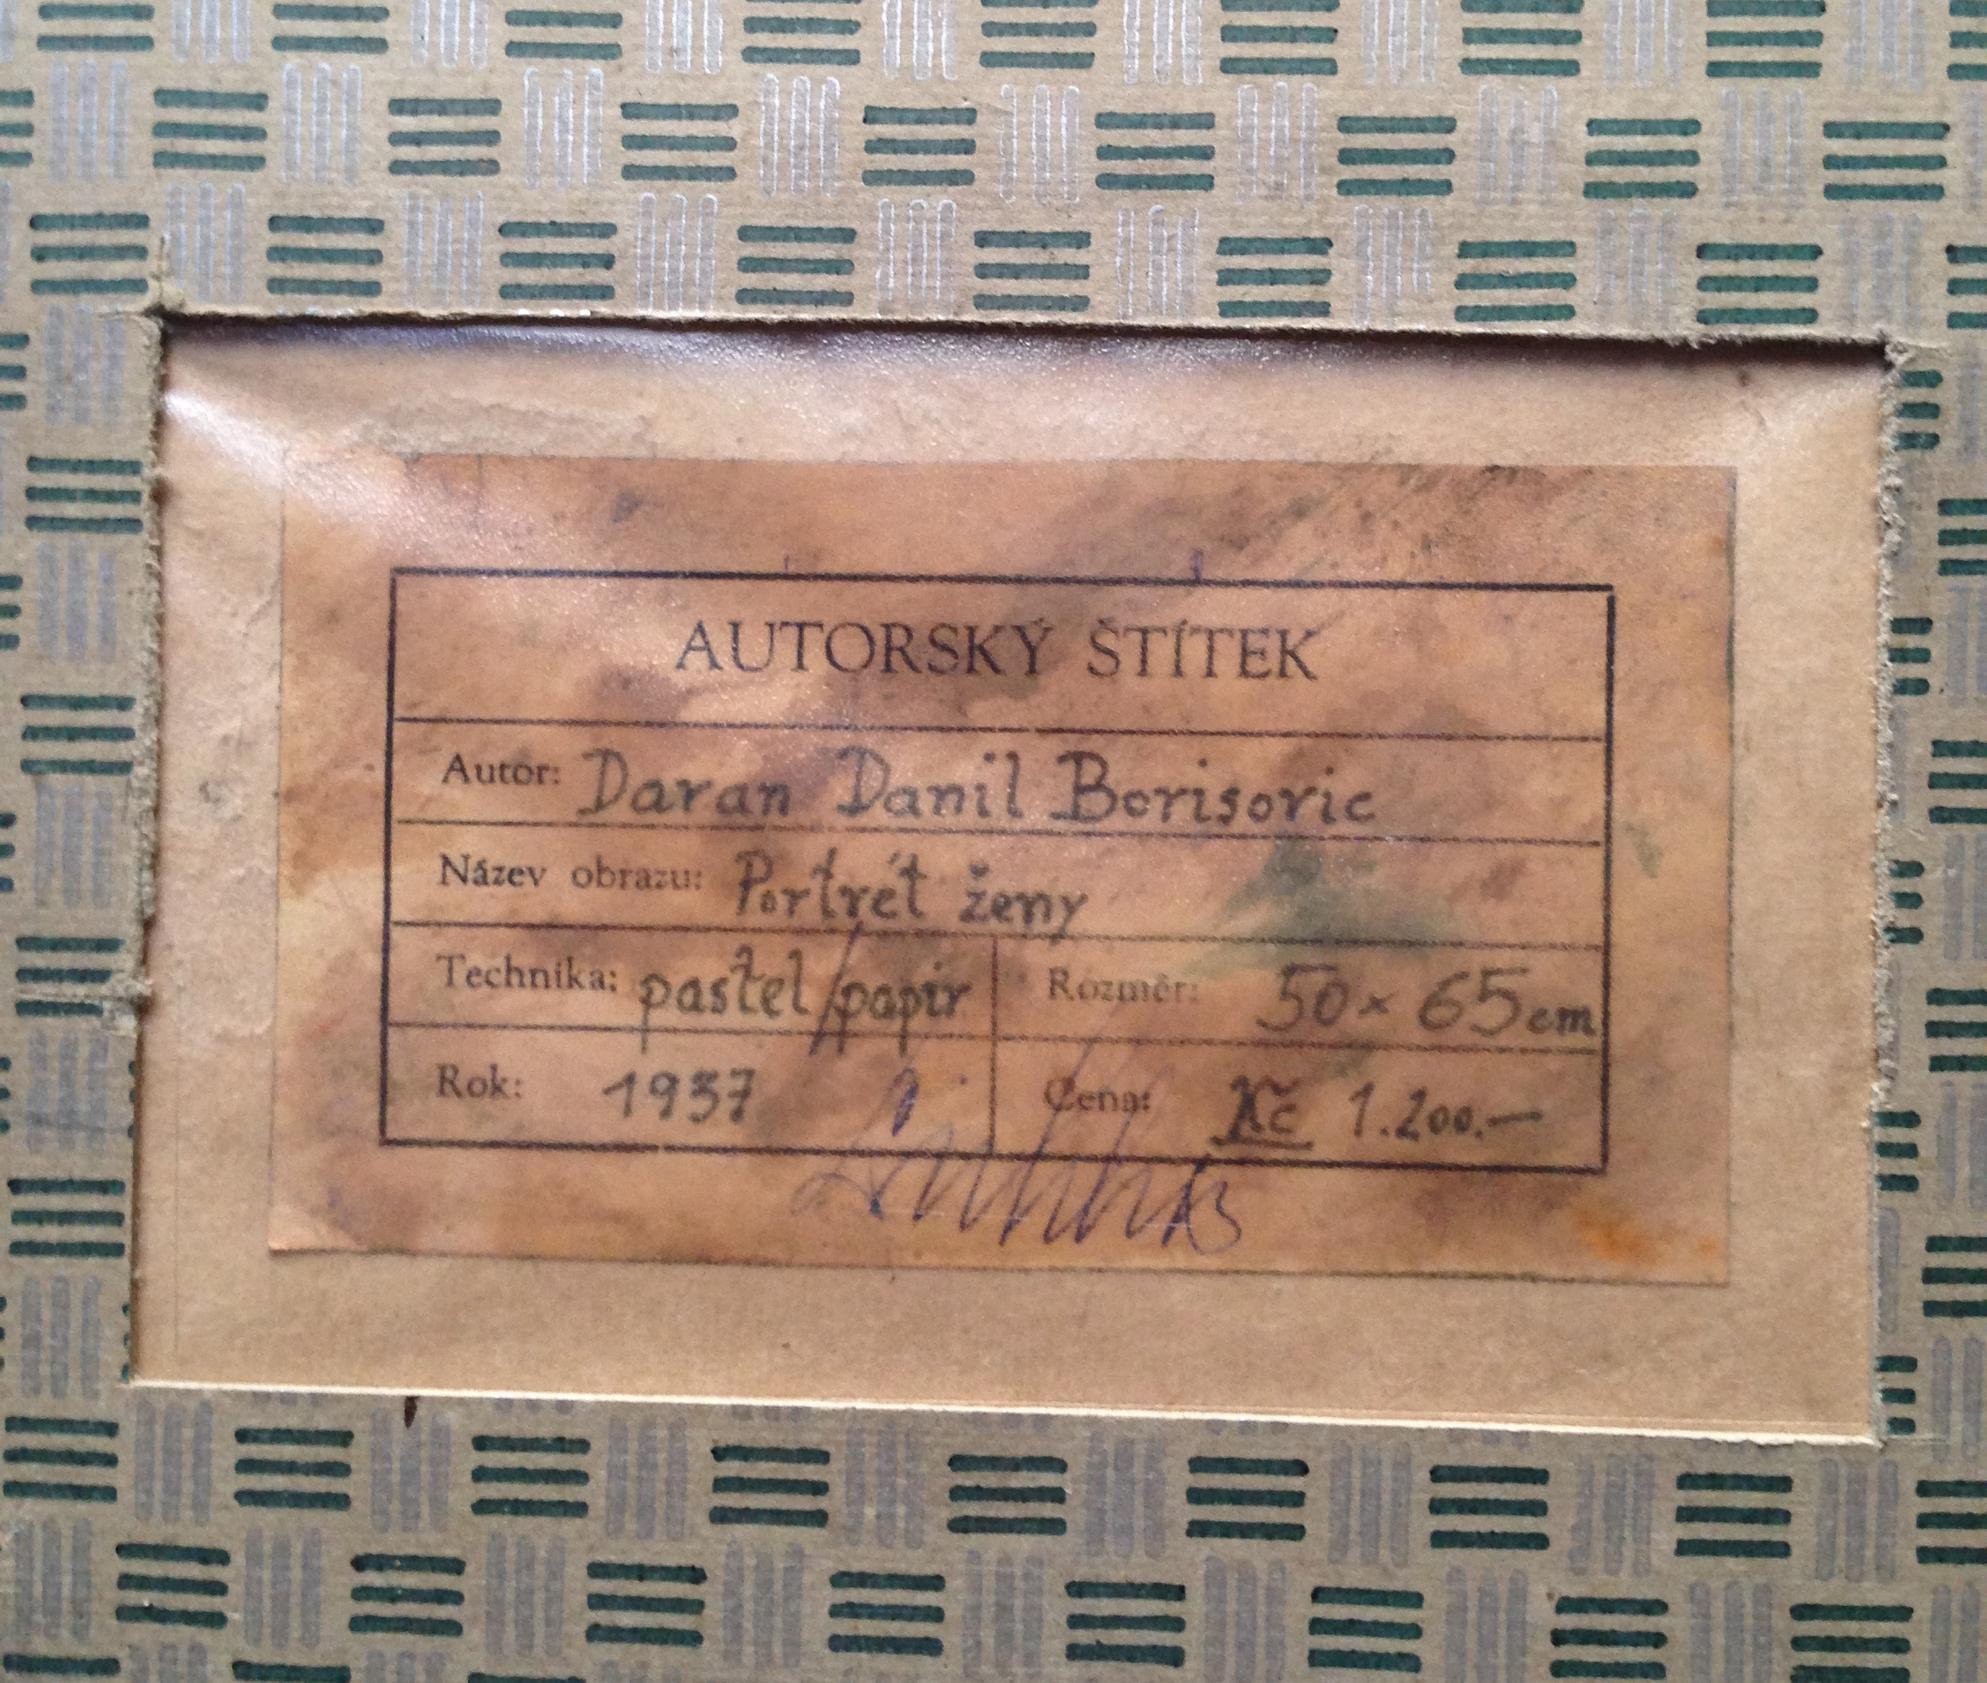 AUTORSKÝ ŠTÍTEK
Autor: Daran Danil Borisovic
Název obrazu: Portrét ženy
Technika: pastel/papír Rozměr: 50 × 65 cm
Rok: 1937 Cena: Kč 1.200.—